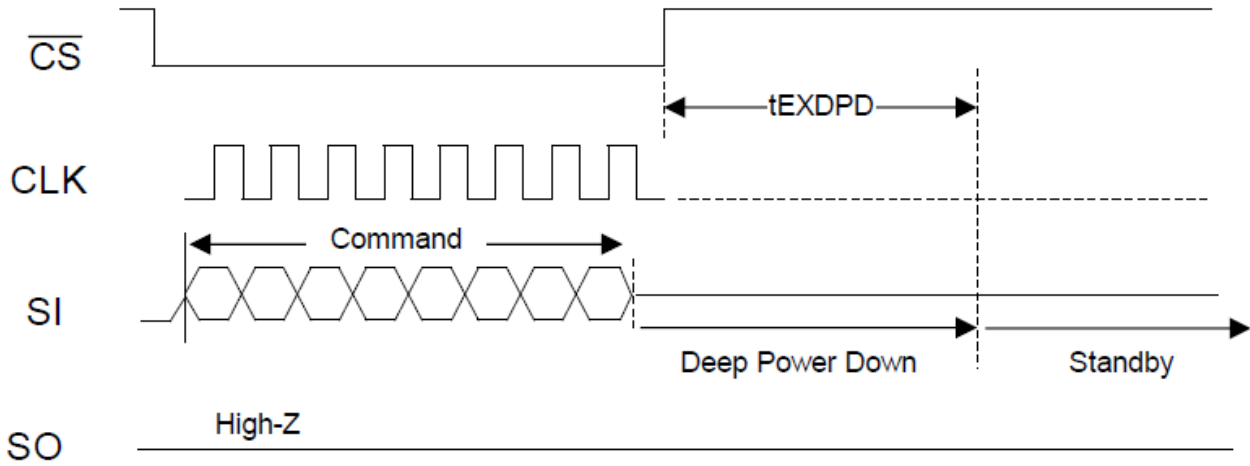 CS
tEXDPD
CLK
Command
SI
Deep Power Down
Standby
High-Z
SO